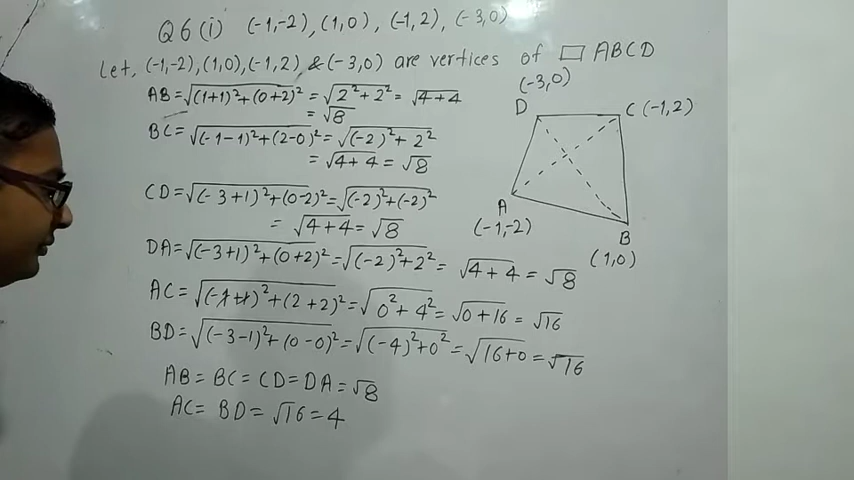 Q6(i) (-1,-2), (1,0), (-1,2), (-3,0)
Let, (-1,-2), (1,0), (-1,2) & (-3,0) are vertices of □ ABCD
AB = √(1+1)²+(0+2)² = √2²+2² = √4+4
= √8
BC = √(-1-1)²+(2-0)² = √(-2)²+2²
= √4+4 = √8
CD = √(-3+1)²+(0-2)² = √(-2)²+(-2)²
= √4+4 = √8
DA = √(-3+1)²+(0+2)² = √(-2)²+2² = √4+4 = √8
AC = √(-1+1)²+(2+2)² = √0²+4² = √0+16 = √16
BD = √(-3-1)²+(0-0)² = √(-4)²+0² = √16+0 = √16
AB = BC = CD = DA = √8
AC = BD = √16 = 4
(-3,0)
D
C (-1,2)
A
(-1,-2)
B
(1,0)